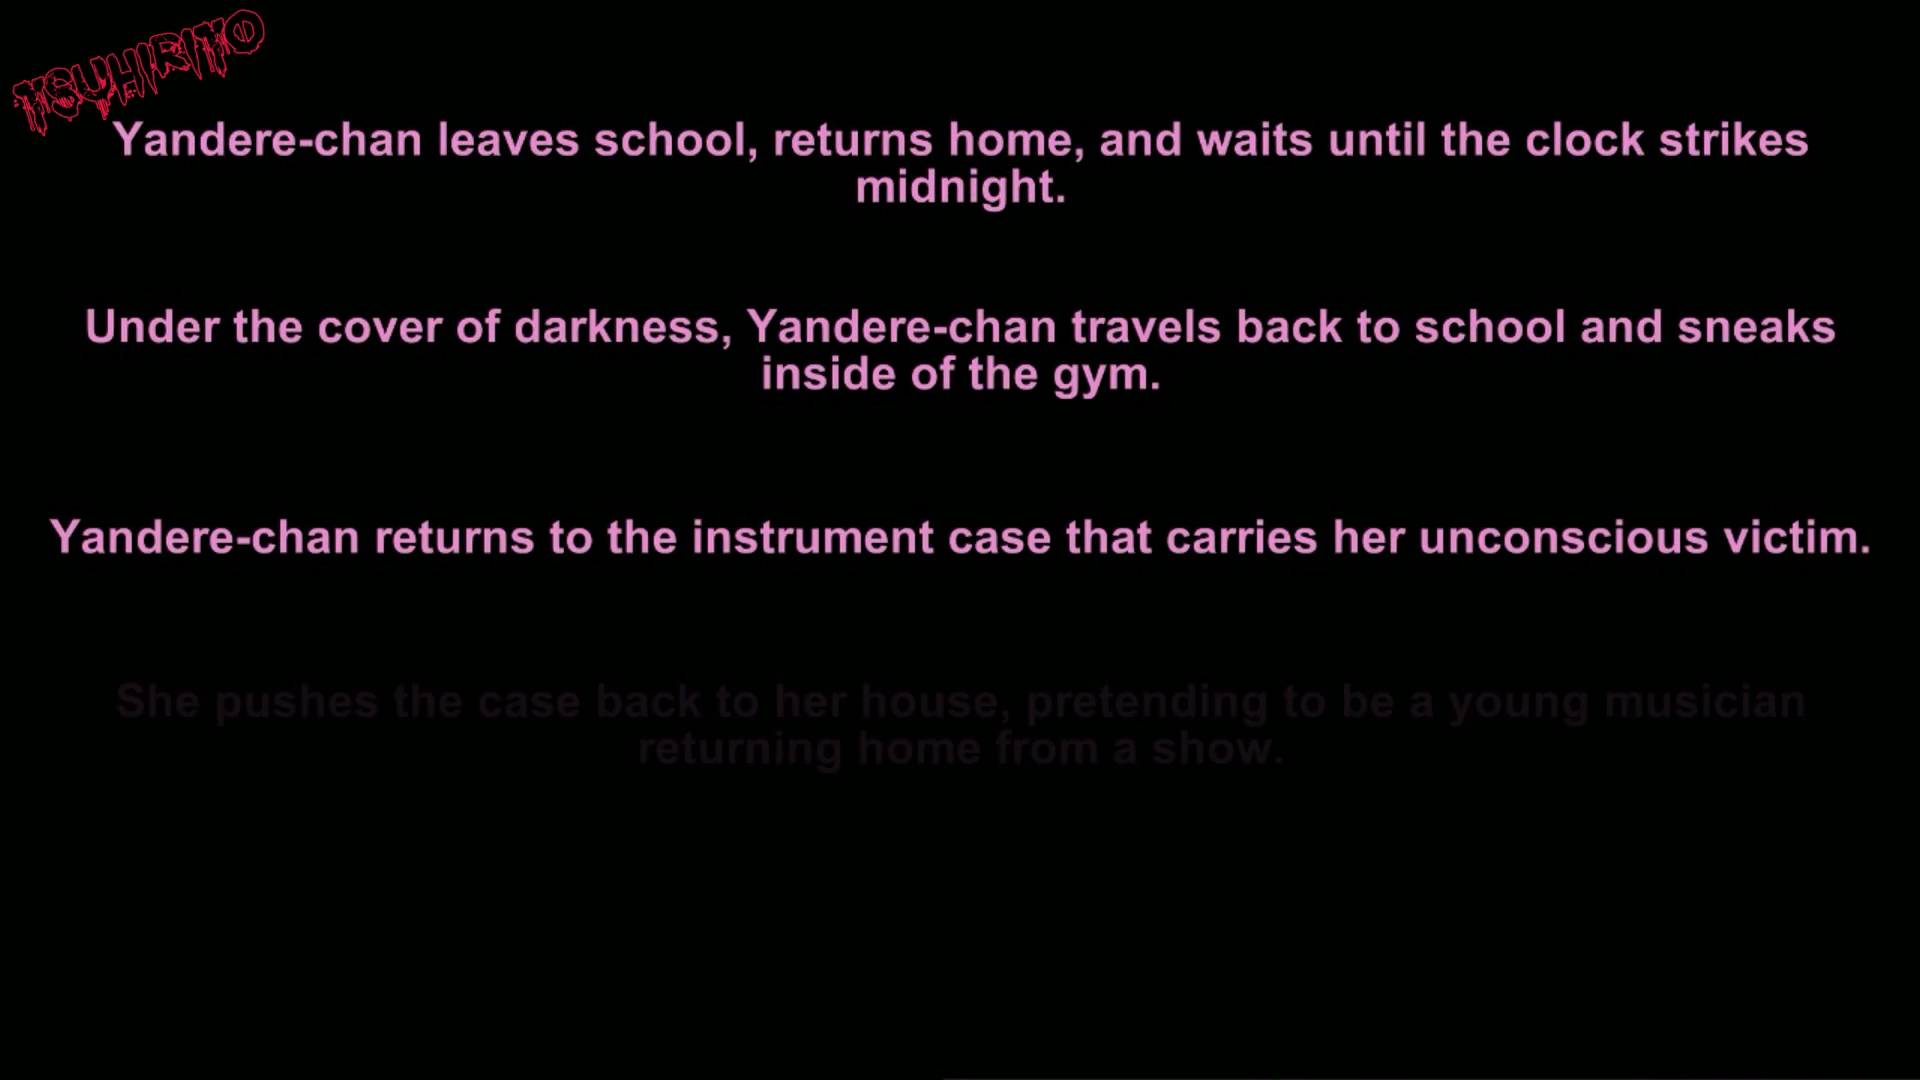 TSUHIRITO
Yandere-chan leaves school, returns home, and waits until the clock strikes
midnight.
Under the cover of darkness, Yandere-chan travels back to school and sneaks
inside of the gym.
Yandere-chan returns to the instrument case that carries her unconscious victim.
She pushes the case back to her house, pretending to be a young musician
returning home from a show.